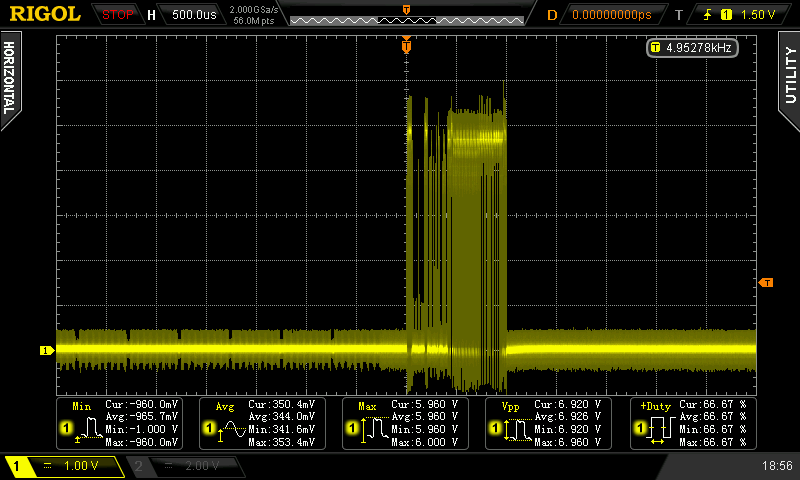 RIGOL STOP H 500.0us 2.000GSa/s 56.0M pts D 0.00000000ps T 1 1.50 V
HORIZONTAL
UTILITY
T
T 4.95278kHz
T
1
Min Cur:-960.0mV
Avg:-965.7mV
1 Min:-1.000 V
Max:-960.0mV
Avg Cur:350.4mV
Avg:344.0mV
1 Min:341.6mV
Max:353.4mV
Max Cur:5.960 V
Avg:5.960 V
1 Min:5.960 V
Max:6.000 V
Vpp Cur:6.920 V
Avg:6.926 V
1 Min:6.920 V
Max:6.960 V
+Duty Cur:66.67 %
Avg:66.67 %
1 Min:66.67 %
Max:66.67 %
1 1.00 V 2 2.00 V 18:56